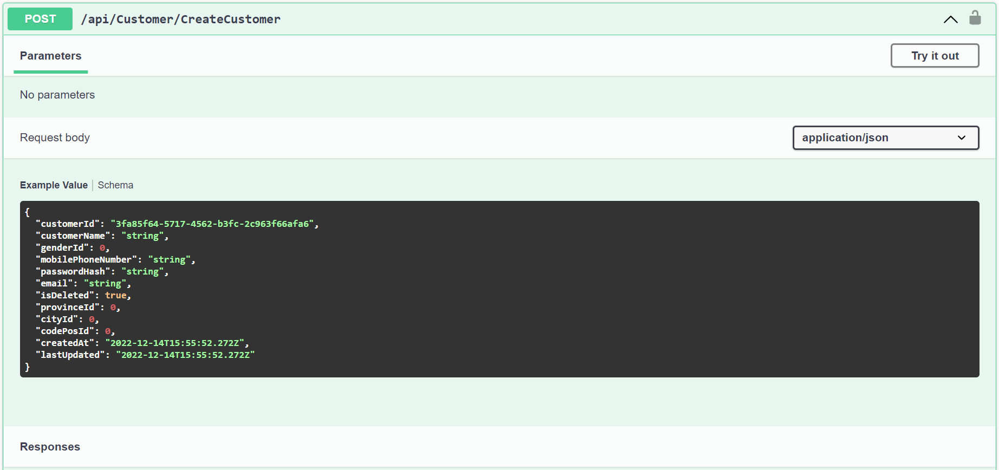 POST /api/Customer/CreateCustomer
Parameters
Try it out
No parameters
Request body
application/json
Example Value | Schema
{
  "customerId": "3fa85f64-5717-4562-b3fc-2c963f66afa6",
  "customerName": "string",
  "genderId": 0,
  "mobilePhoneNumber": "string",
  "passwordHash": "string",
  "email": "string",
  "isDeleted": true,
  "provinceId": 0,
  "cityId": 0,
  "codePosId": 0,
  "createdAt": "2022-12-14T15:55:52.272Z",
  "lastUpdated": "2022-12-14T15:55:52.272Z"
}
Responses